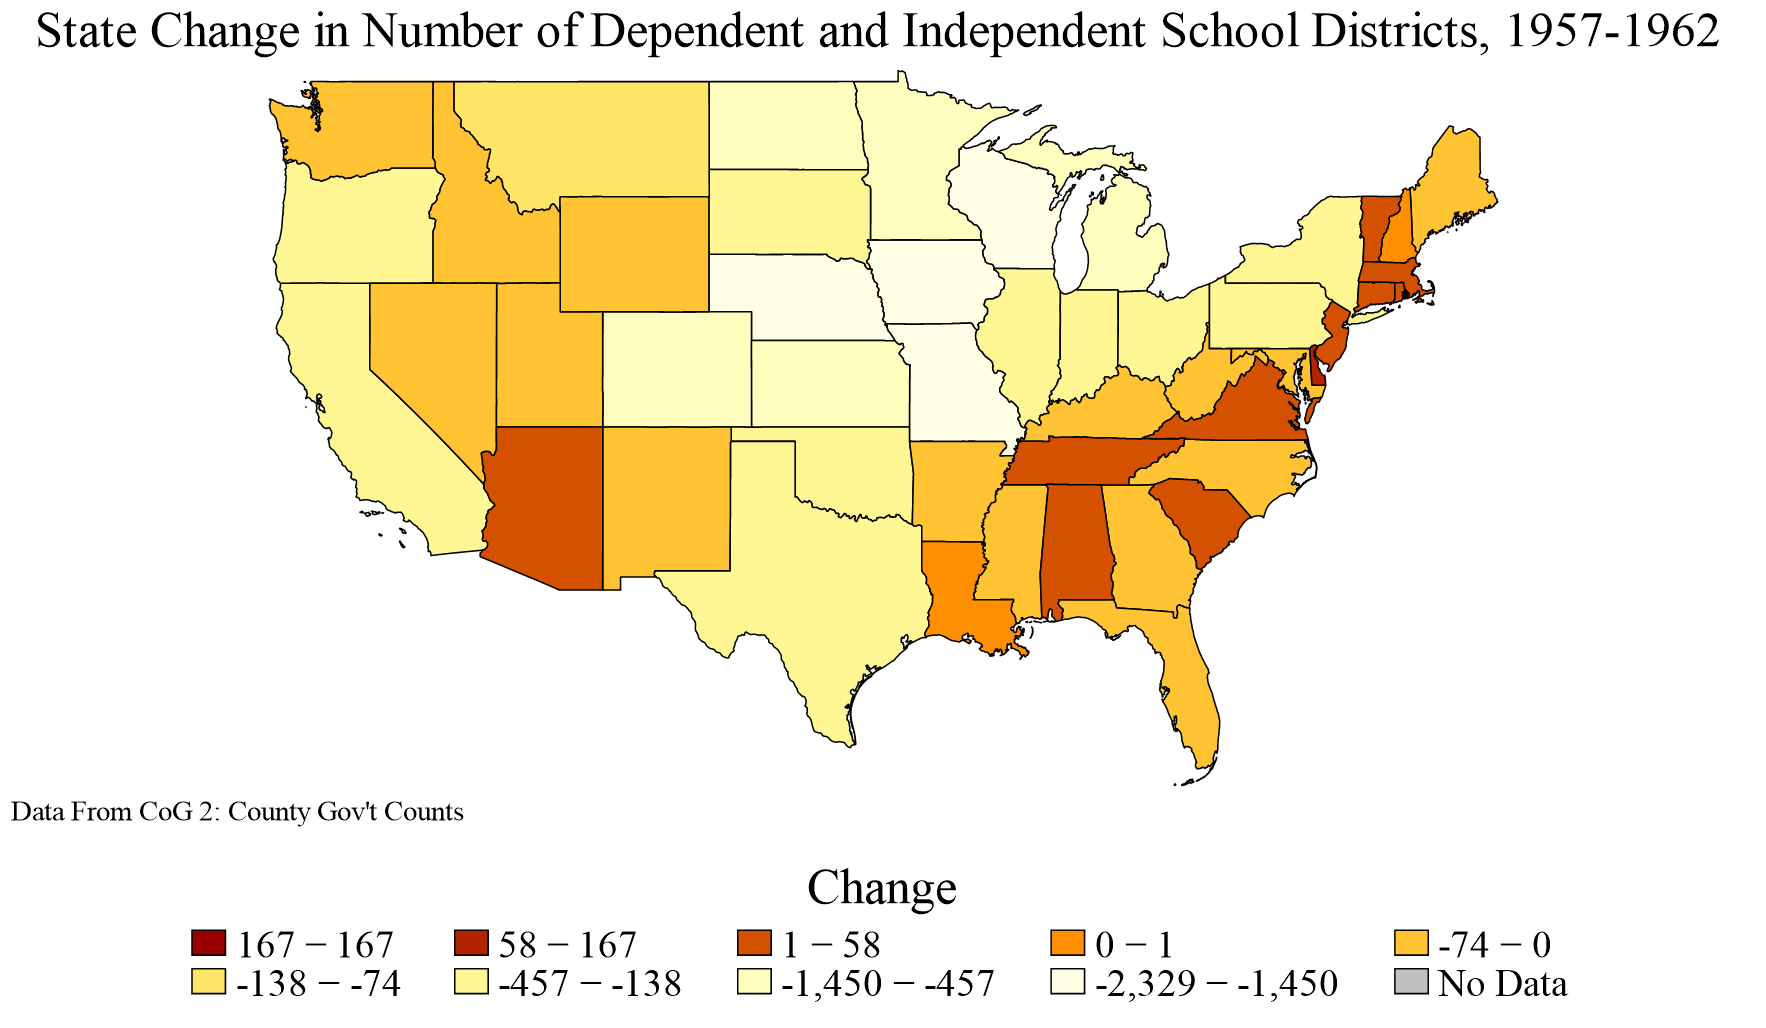 State Change in Number of Dependent and Independent School Districts, 1957-1962
Data From CoG 2: County Gov't Counts
Change
167 – 167 58 – 167 1 – 58 0 – 1 -74 – 0
-138 – -74 -457 – -138 -1,450 – -457 -2,329 – -1,450 No Data